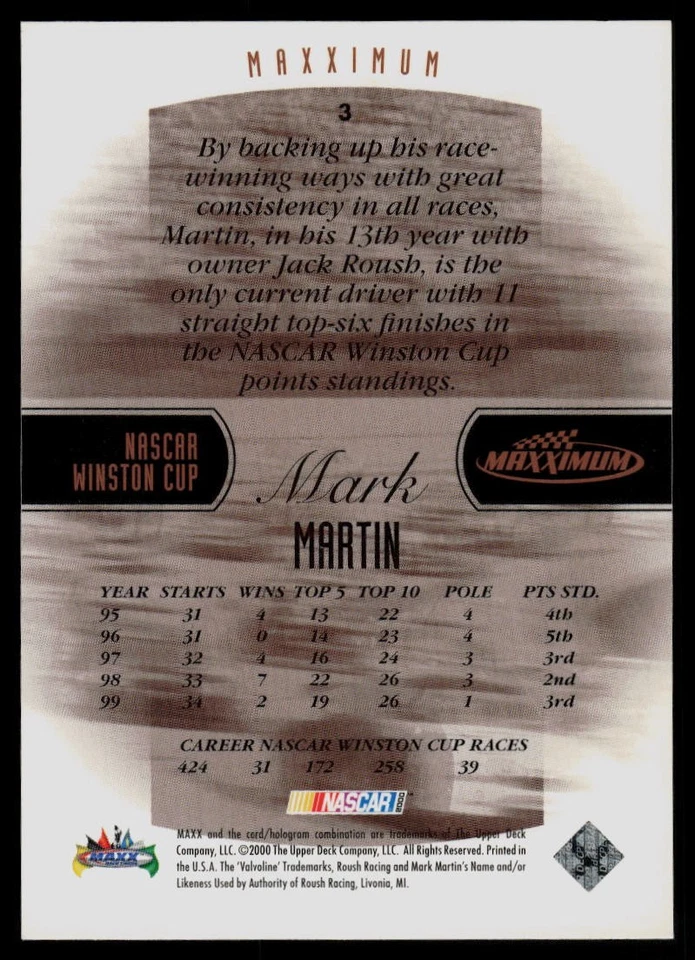 MAXXIMUM
3
By backing up his race-
winning ways with great
consistency in all races,
Martin, in his 13th year with
owner Jack Roush, is the
only current driver with 11
straight top-six finishes in
the NASCAR Winston Cup
points standings.
NASCAR
WINSTON CUP
MAXXIMUM
Mark
MARTIN
YEAR STARTS WINS TOP 5 TOP 10 POLE PTS STD.
95 31 4 13 22 4 4th
96 31 0 14 23 4 5th
97 32 4 16 24 3 3rd
98 33 7 22 26 3 2nd
99 34 2 19 26 1 3rd
CAREER NASCAR WINSTON CUP RACES
424 31 172 258 39
NASCAR 2000
MAXX
MAXX and the card/hologram combination are trademarks of The Upper Deck
Company, LLC. ©2000 The Upper Deck Company, LLC. All Rights Reserved. Printed in
the U.S.A. The 'Valvoline' Trademarks, Roush Racing and Mark Martin's Name and/or
Likeness Used by Authority of Roush Racing, Livonia, MI.